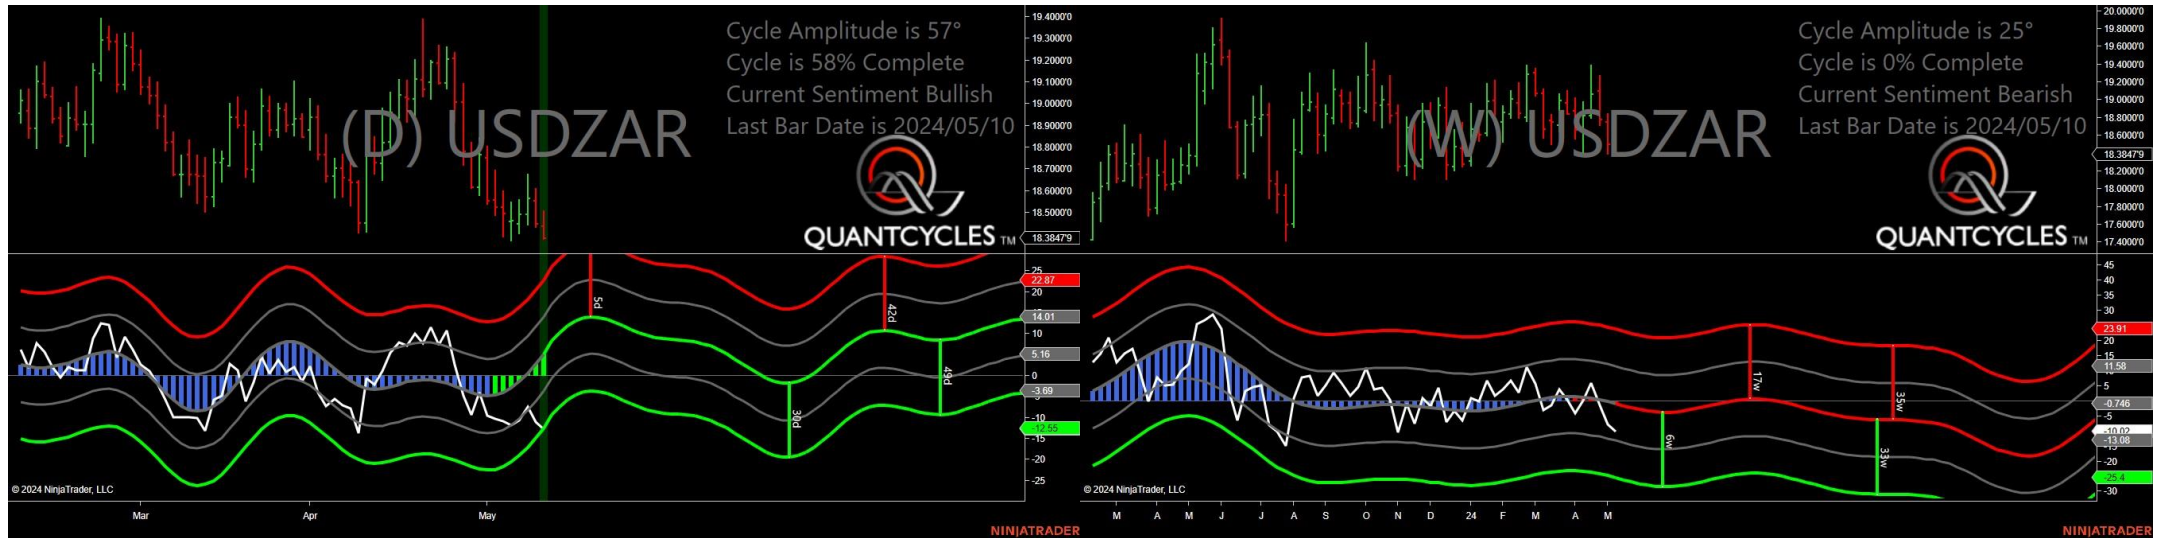 Cycle Amplitude is 57°
Cycle is 58% Complete
Current Sentiment Bullish
Last Bar Date is 2024/05/10
(D) USDZAR
QUANTCYCLES TM
19.4000'0
19.3000'0
19.2000'0
19.1000'0
19.0000'0
18.9000'0
18.8000'0
18.7000'0
18.6000'0
18.5000'0
18.3847'9
25
22.87
20
14.01
10
5.16
0
-3.69
-10
-12.55
-15
-20
-25
5d
42d
30d
49d
© 2024 NinjaTrader, LLC
Mar
Apr
May
NINJATRADER
Cycle Amplitude is 25°
Cycle is 0% Complete
Current Sentiment Bearish
Last Bar Date is 2024/05/10
(W) USDZAR
QUANTCYCLES TM
20.0000'0
19.8000'0
19.6000'0
19.4000'0
19.2000'0
19.0000'0
18.8000'0
18.6000'0
18.3847'9
18.2000'0
18.0000'0
17.8000'0
17.6000'0
17.4000'0
45
35
30
23.91
20
15
11.58
5
-0.746
-5
-10.02
-13.08
-20
-25.4
-30
17w
35w
6w
33w
© 2024 NinjaTrader, LLC
M A M J J A S O N D 24 F M A M
NINJATRADER